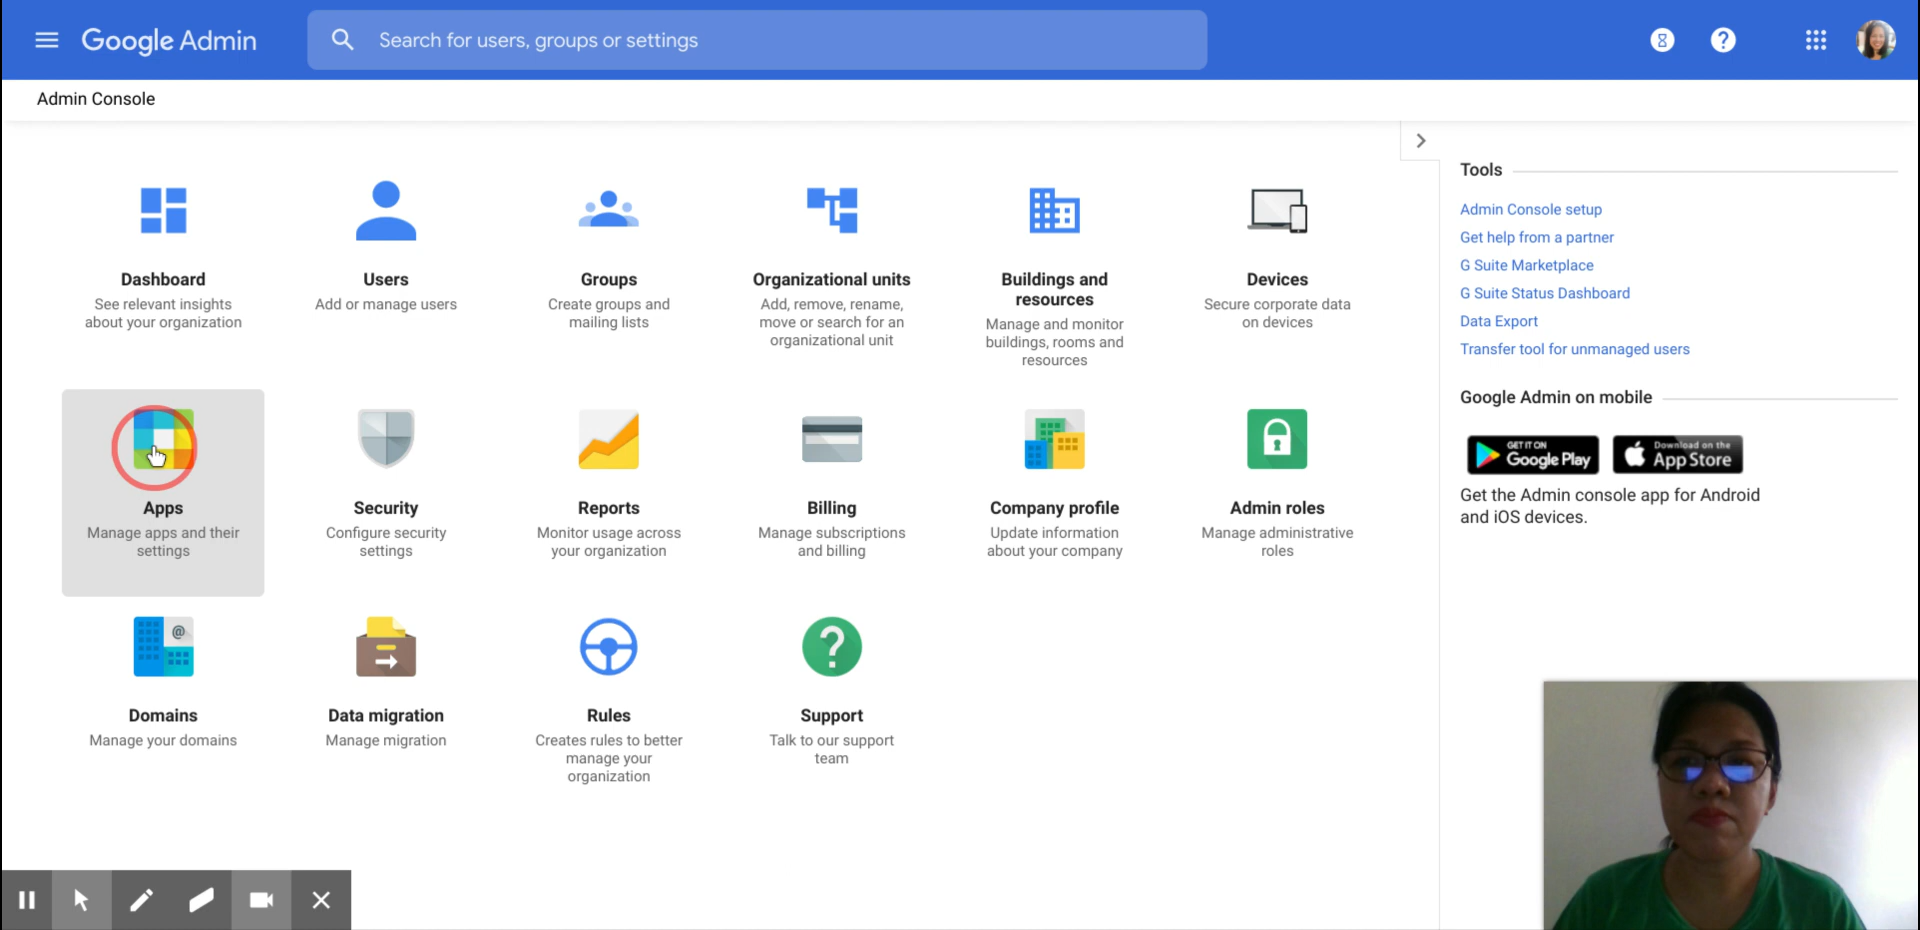 Google Admin
Search for users, groups or settings
Admin Console
Dashboard
See relevant insights
about your organization
Users
Add or manage users
Groups
Create groups and
mailing lists
Organizational units
Add, remove, rename,
move or search for an
organizational unit
Buildings and
resources
Manage and monitor
buildings, rooms and
resources
Devices
Secure corporate data
on devices
Apps
Manage apps and their
settings
Security
Configure security
settings
Reports
Monitor usage across
your organization
Billing
Manage subscriptions
and billing
Company profile
Update information
about your company
Admin roles
Manage administrative
roles
@
Domains
Manage your domains
Data migration
Manage migration
Rules
Creates rules to better
manage your
organization
?
Support
Talk to our support
team
Tools
Admin Console setup
Get help from a partner
G Suite Marketplace
G Suite Status Dashboard
Data Export
Transfer tool for unmanaged users
Google Admin on mobile
GET IT ON
Google Play
Download on the
App Store
Get the Admin console app for Android
and iOS devices.